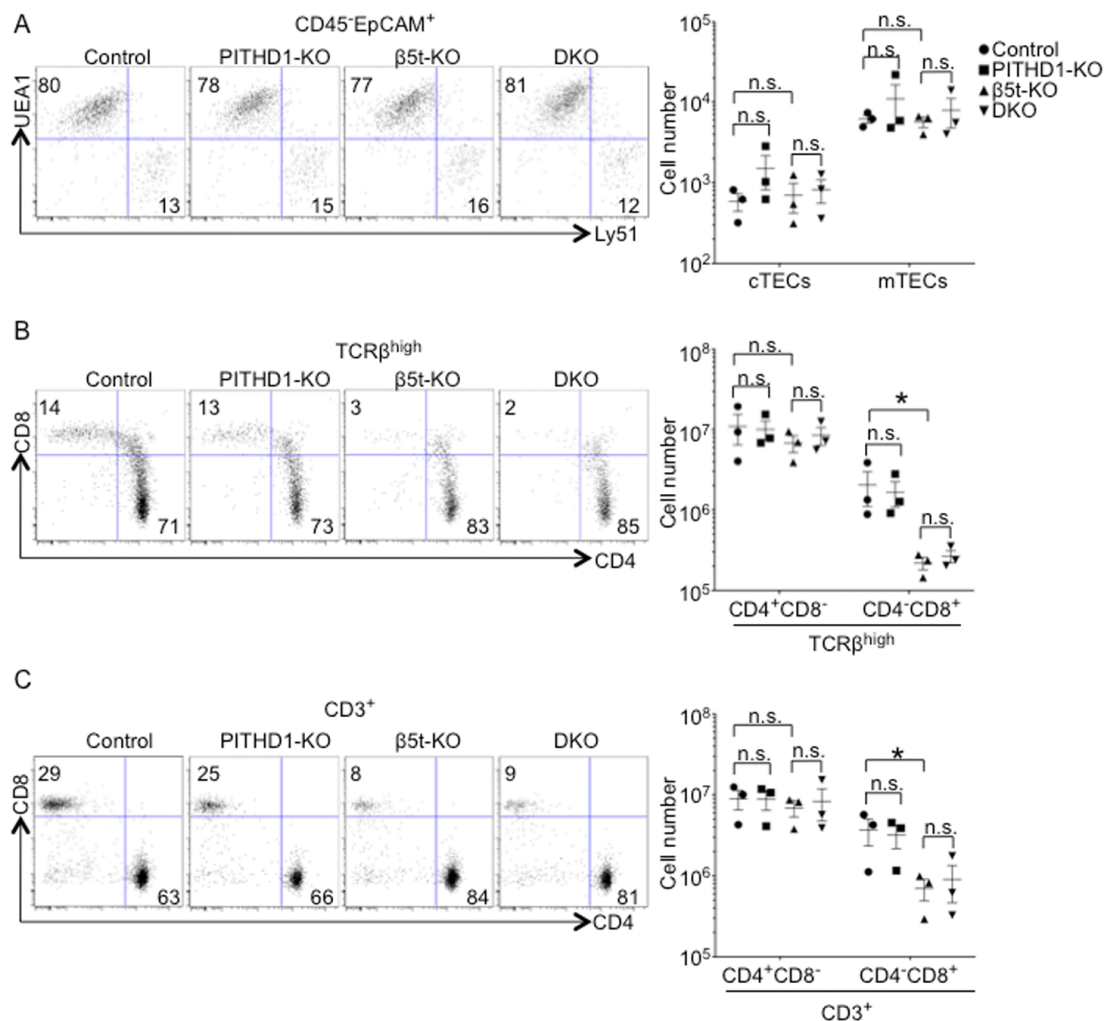 A
CD45⁻EpCAM⁺
Control PITHD1-KO β5t-KO DKO
80 78 77 81
13 15 16 12
UEA1
Ly51
Cell number
10⁵
10⁴
10³
10²
n.s. n.s. n.s. n.s. n.s. n.s.
cTECs mTECs
Control
PITHD1-KO
β5t-KO
DKO
B
TCRβhigh
Control PITHD1-KO β5t-KO DKO
14 13 3 2
71 73 83 85
CD8
CD4
Cell number
10⁸
10⁷
10⁶
10⁵
n.s. n.s. n.s. * n.s. n.s.
CD4⁺CD8⁻ CD4⁻CD8⁺
TCRβhigh
C
CD3⁺
Control PITHD1-KO β5t-KO DKO
29 25 8 9
63 66 84 81
CD8
CD4
Cell number
10⁸
10⁷
10⁶
10⁵
n.s. n.s. n.s. * n.s. n.s.
CD4⁺CD8⁻ CD4⁻CD8⁺
CD3⁺